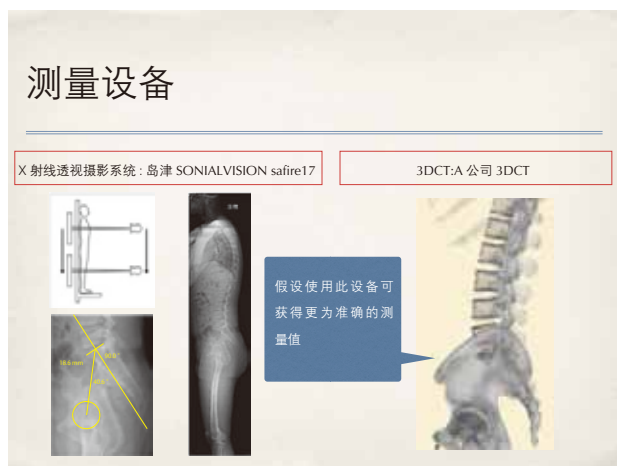 测量设备
X 射线透视摄影系统 : 岛津 SONIALVISION safire17
3DCT:A 公司 3DCT
假设使用此设备可
获得更为准确的测
量值